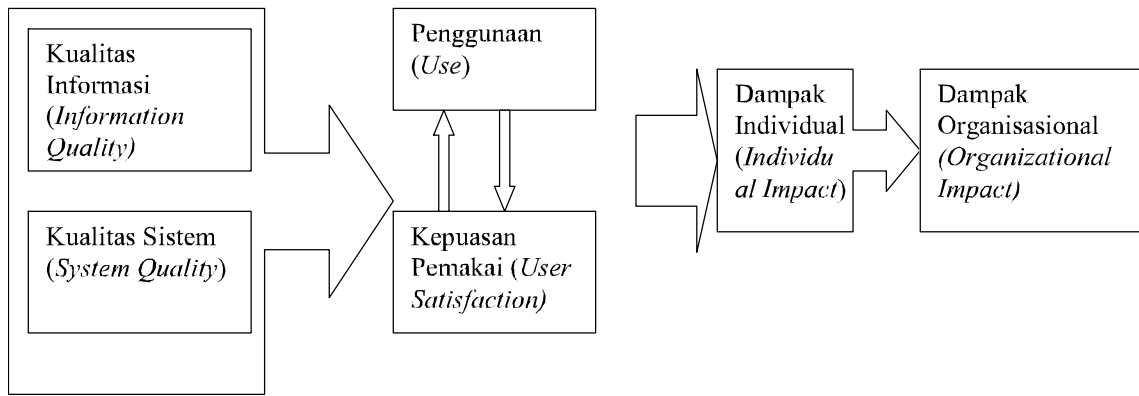 Kualitas
Informasi
(Information
Quality)
Kualitas Sistem
(System Quality)
Penggunaan
(Use)
Kepuasan
Pemakai (User
Satisfaction)
Dampak
Individual
(Individu
al Impact)
Dampak
Organisasional
(Organizational
Impact)